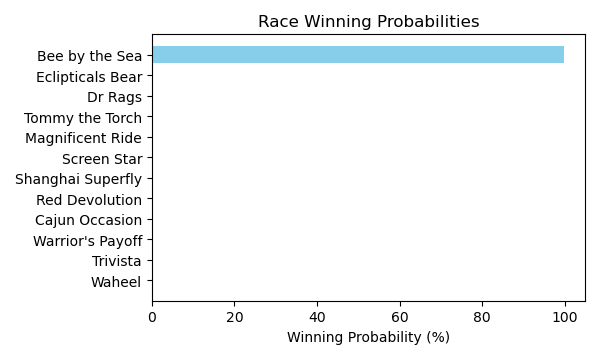 Race Winning Probabilities
Bee by the Sea
Eclipticals Bear
Dr Rags
Tommy the Torch
Magnificent Ride
Screen Star
Shanghai Superfly
Red Devolution
Cajun Occasion
Warrior's Payoff
Trivista
Waheel
0 20 40 60 80 100
Winning Probability (%)